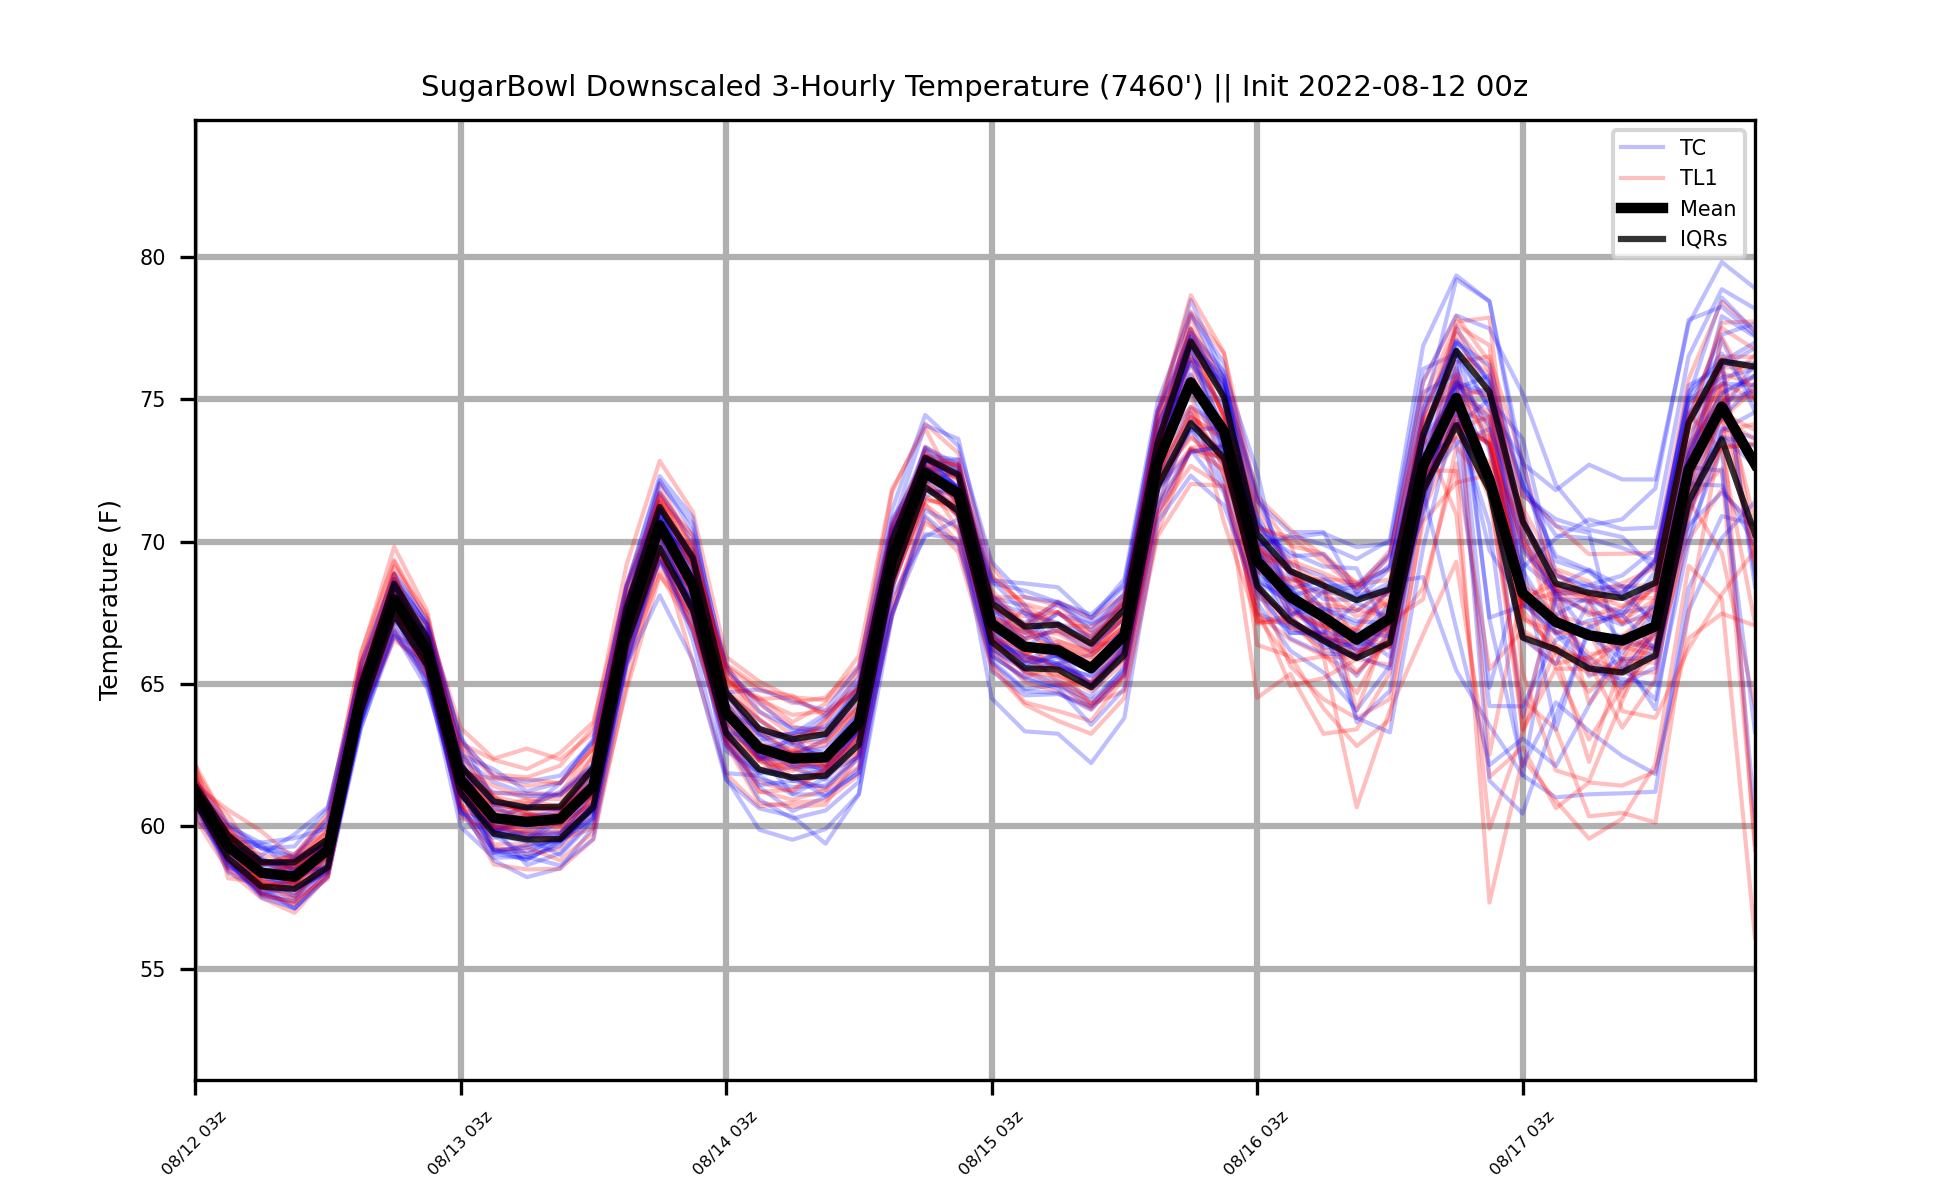 SugarBowl Downscaled 3-Hourly Temperature (7460') || Init 2022-08-12 00z
TC
TL1
Mean
IQRs
Temperature (F)
80
75
70
65
60
55
08/12 03z
08/13 03z
08/14 03z
08/15 03z
08/16 03z
08/17 03z